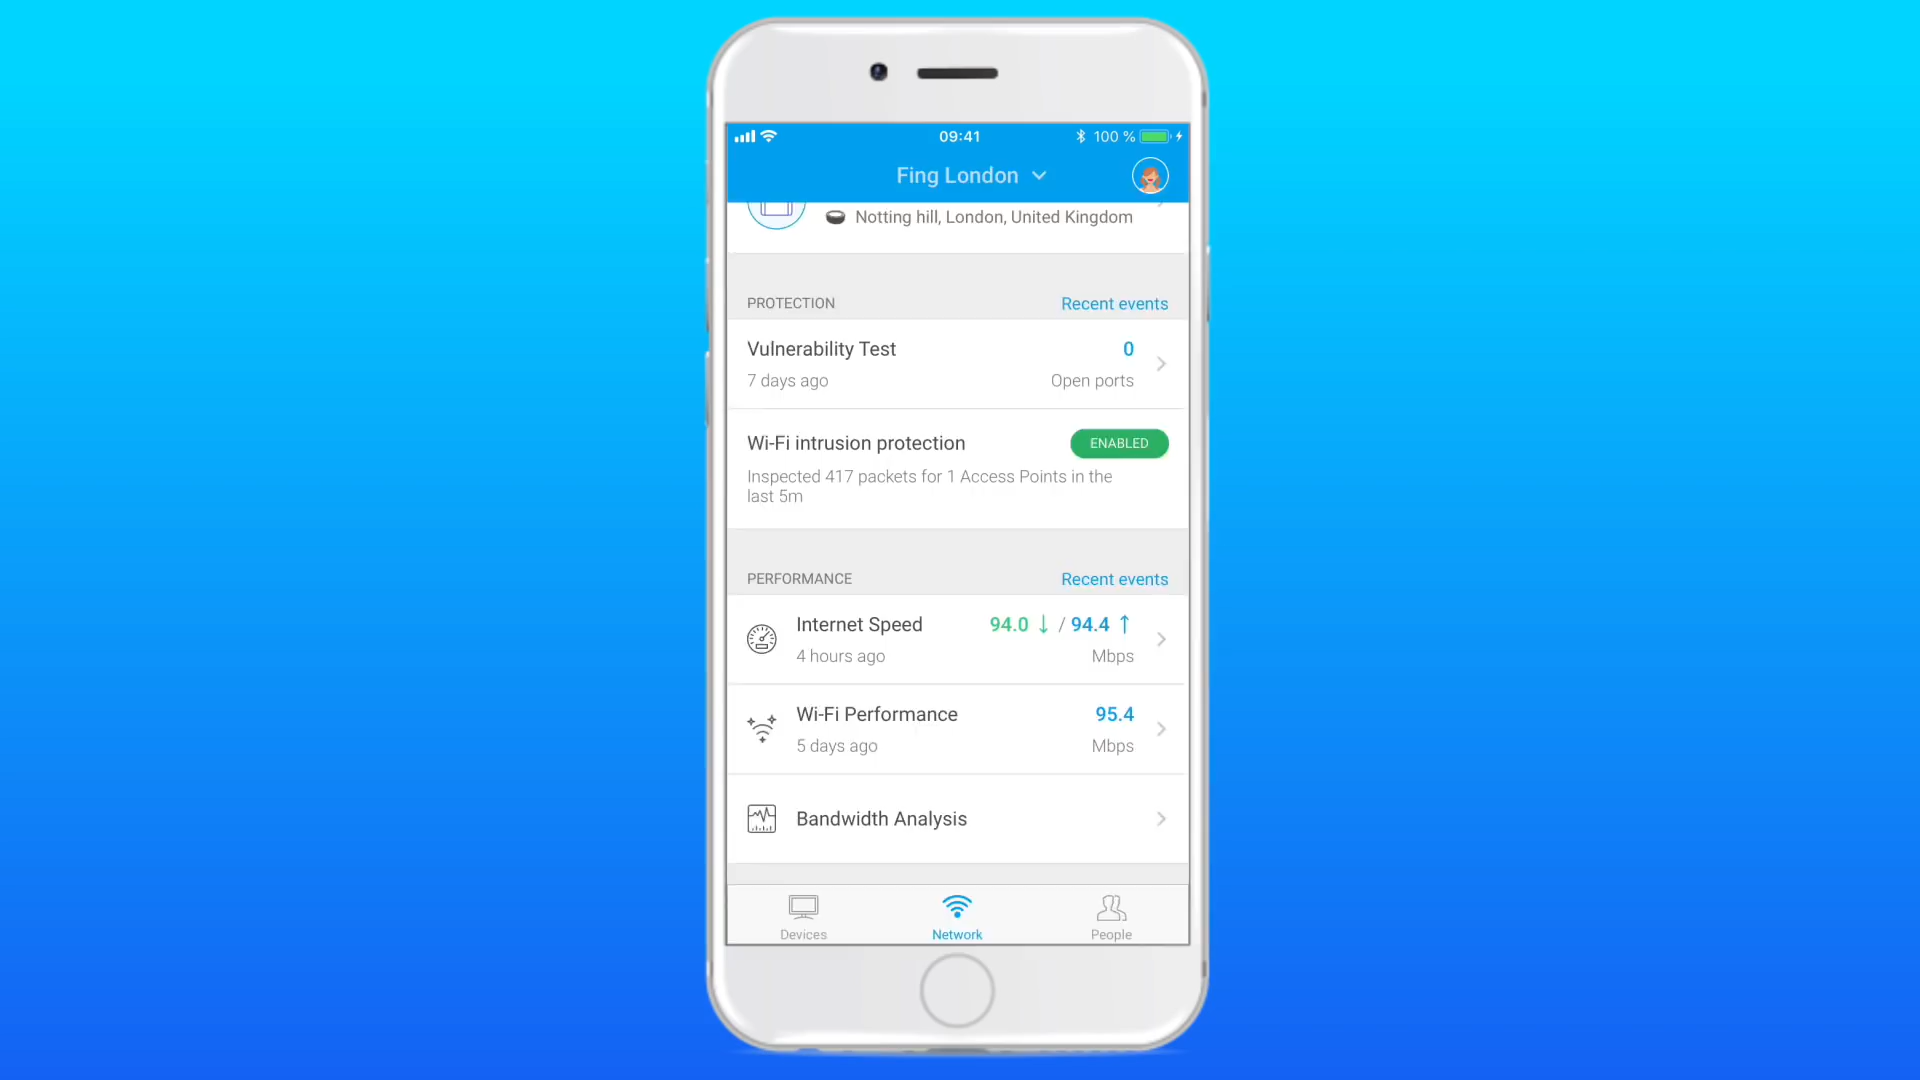 09:41
100 %
Fing London
Notting hill, London, United Kingdom
PROTECTION
Recent events
Vulnerability Test
0
7 days ago
Open ports
Wi-Fi intrusion protection
ENABLED
Inspected 417 packets for 1 Access Points in the
last 5m
PERFORMANCE
Recent events
Internet Speed
94.0 ↓ / 94.4 ↑
4 hours ago
Mbps
Wi-Fi Performance
95.4
5 days ago
Mbps
Bandwidth Analysis
Devices
Network
People